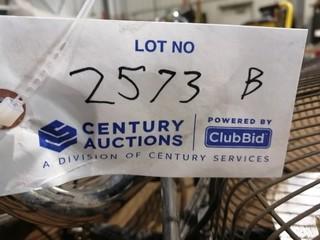 LOT NO
2573 B
CENTURY AUCTIONS
POWERED BY ClubBid
A DIVISION OF CENTURY SERVICES